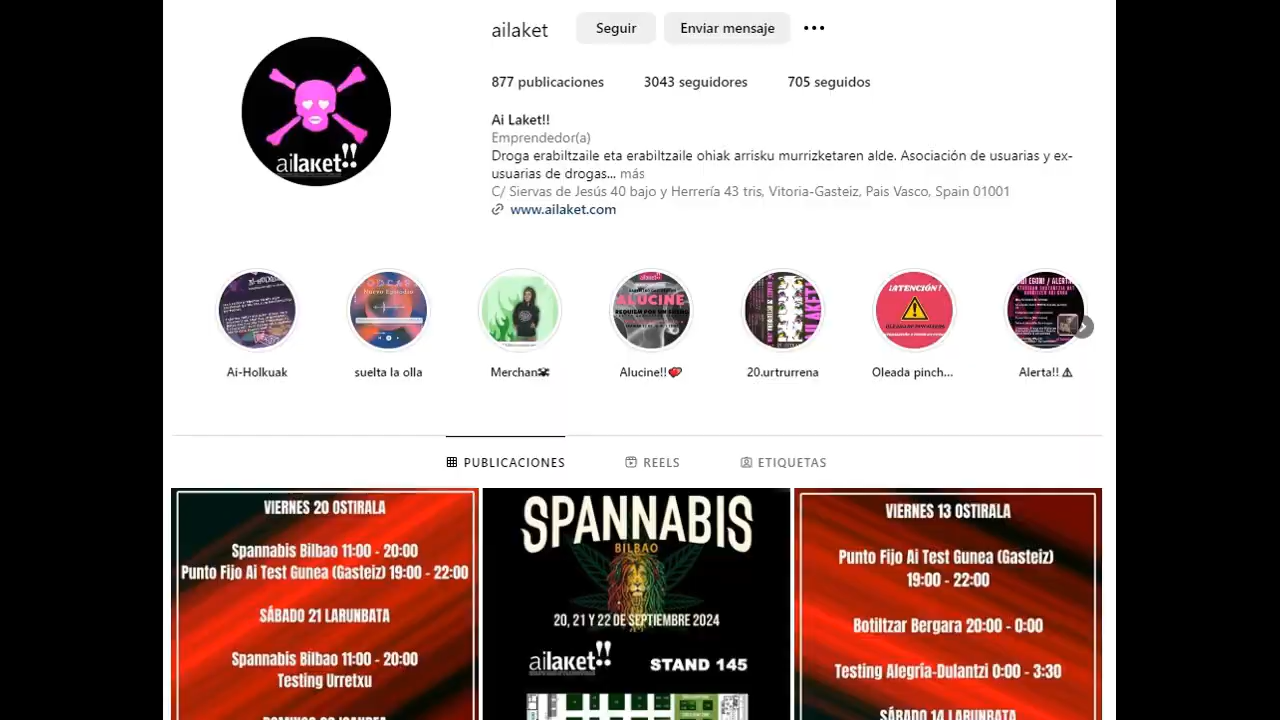 ailaket
Seguir
Enviar mensaje
877 publicaciones
3043 seguidores
705 seguidos
Ai Laket!!
Emprendedor(a)
Droga erabiltzaile eta erabiltzaile ohiak arrisku murrizketaren alde. Asociación de usuarias y ex-
usuarias de drogas... más
C/ Siervas de Jesús 40 bajo y Herrería 43 tris, Vitoria-Gasteiz, Pais Vasco, Spain 01001
www.ailaket.com
ailaket!!
Nuevo Episodio
ALUCINE
¡ATENCIÓN!
Ai-Holkuak
suelta la olla
Merchan☠
Alucine!!❤
20.urtrurrena
Oleada pinch...
Alerta!! ⚠
PUBLICACIONES
REELS
ETIQUETAS
VIERNES 20 OSTIRALA
Spannabis Bilbao 11:00 - 20:00
Punto Fijo Ai Test Gunea (Gasteiz) 19:00 - 22:00
SÁBADO 21 LARUNBATA
Spannabis Bilbao 11:00 - 20:00
Testing Urretxu
SPANNABIS
BILBAO
20, 21 Y 22 DE SEPTIEMBRE 2024
ailaket!!
STAND 145
VIERNES 13 OSTIRALA
Punto Fijo Ai Test Gunea (Gasteiz)
19:00 - 22:00
Botiltzar Bergara 20:00 - 0:00
Testing Alegría-Dulantzi 0:00 - 3:30
SÁBADO 14 LARUNBATA